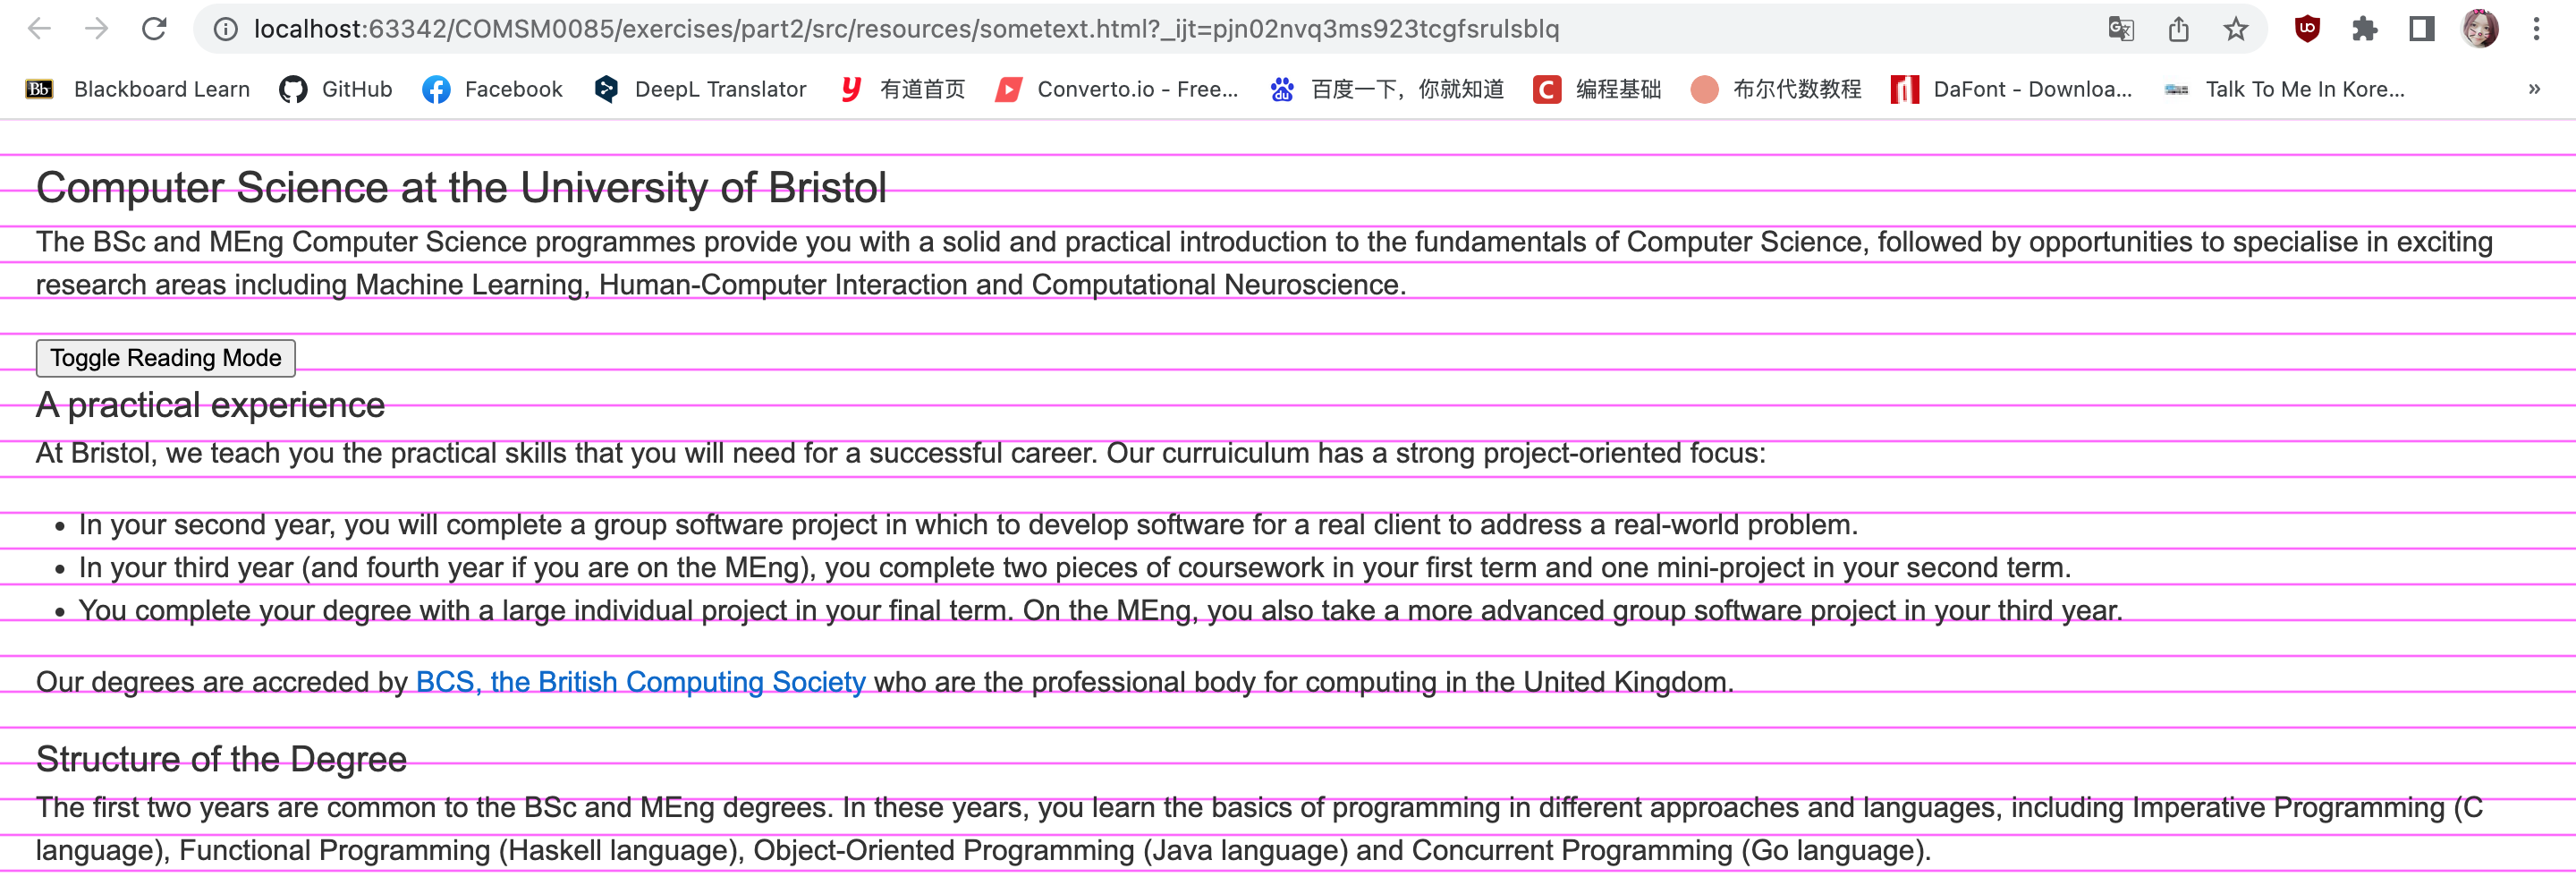 localhost:63342/COMSM0085/exercises/part2/src/resources/sometext.html?_ijt=pjn02nvq3ms923tcgfsrulsblq
Bb Blackboard Learn GitHub Facebook DeepL Translator 有道首页 Converto.io - Free... 百度一下，你就知道 编程基础 布尔代数教程 DaFont - Downloa... Talk To Me In Kore... »
Computer Science at the University of Bristol
The BSc and MEng Computer Science programmes provide you with a solid and practical introduction to the fundamentals of Computer Science, followed by opportunities to specialise in exciting
research areas including Machine Learning, Human-Computer Interaction and Computational Neuroscience.
Toggle Reading Mode
A practical experience
At Bristol, we teach you the practical skills that you will need for a successful career. Our curruiculum has a strong project-oriented focus:
• In your second year, you will complete a group software project in which to develop software for a real client to address a real-world problem.
• In your third year (and fourth year if you are on the MEng), you complete two pieces of coursework in your first term and one mini-project in your second term.
• You complete your degree with a large individual project in your final term. On the MEng, you also take a more advanced group software project in your third year.
Our degrees are accreded by BCS, the British Computing Society who are the professional body for computing in the United Kingdom.
Structure of the Degree
The first two years are common to the BSc and MEng degrees. In these years, you learn the basics of programming in different approaches and languages, including Imperative Programming (C
language), Functional Programming (Haskell language), Object-Oriented Programming (Java language) and Concurrent Programming (Go language).